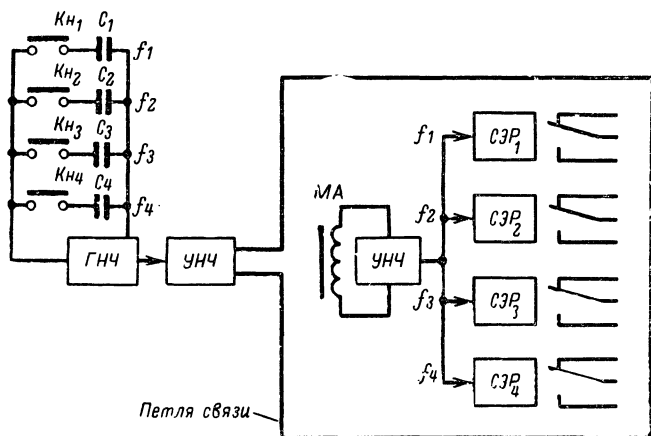 Кн1 C1 f1
Кн2 C2 f2
Кн3 C3 f3
Кн4 C4 f4
ГНЧ УНЧ
МА
УНЧ
f1 СЭР1
f2 СЭР2
f3 СЭР3
f4 СЭР4
Петля связи